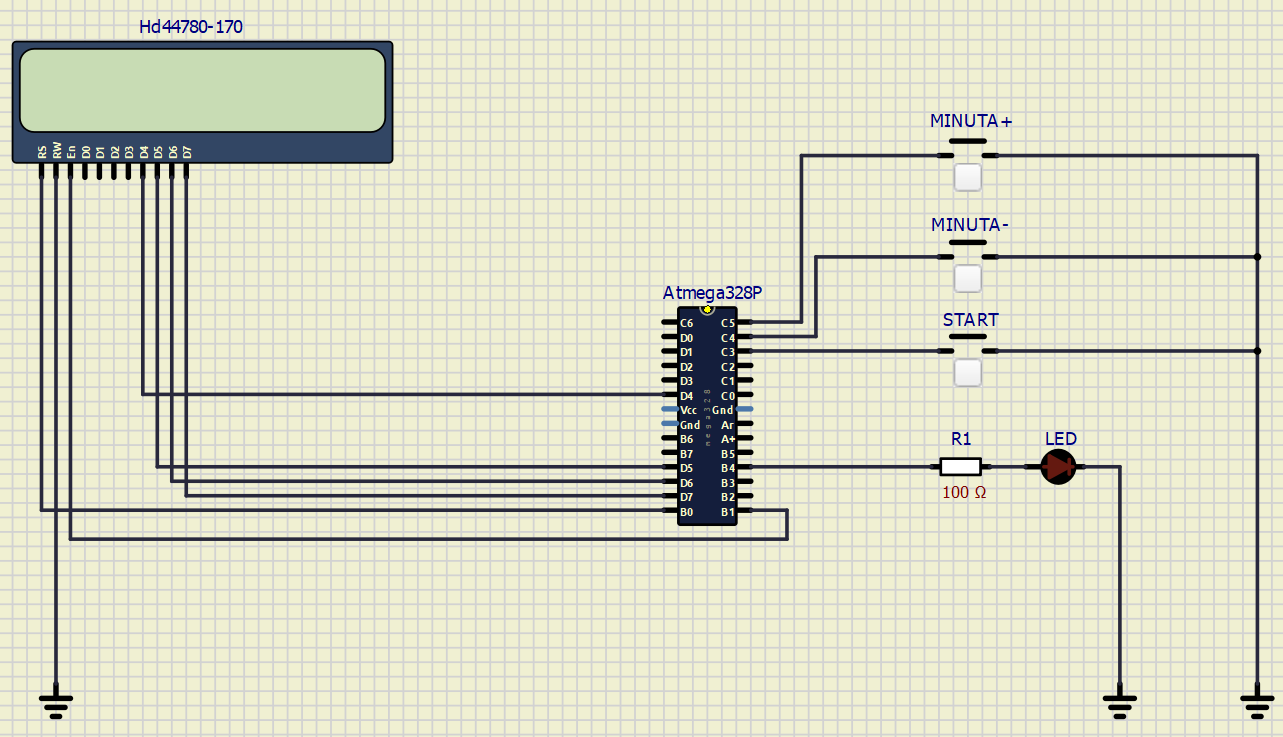 Hd44780-170
RS RW En D0 D1 D2 D3 D4 D5 D6 D7
MINUTA+
MINUTA-
START
Atmega328P
C6 C5
D0 C4
D1 C3
D2 C2
D3 C1
D4 C0
Vcc Gnd
Gnd Ar
B6 A+
B7 B5
D5 B4
D6 B3
D7 B2
B0 B1
mega328
R1
100 Ω
LED